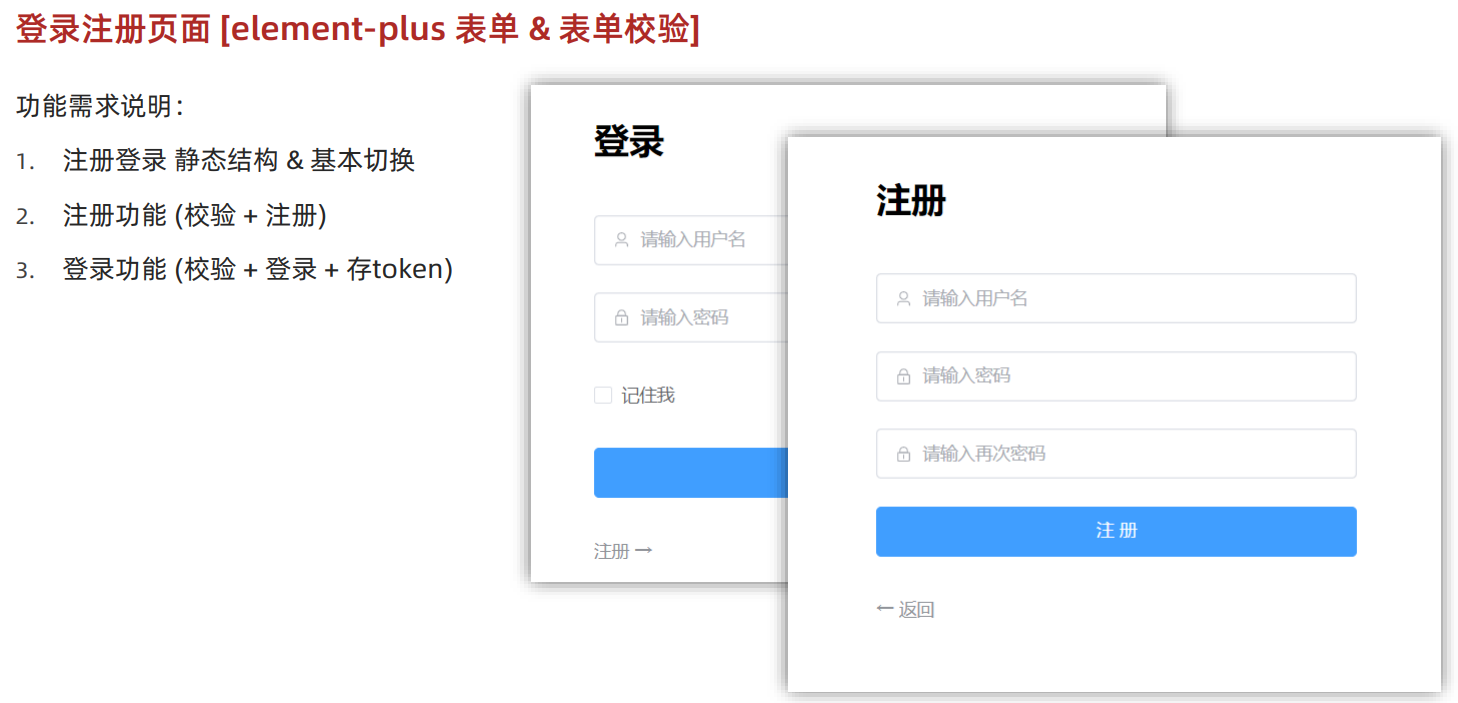 登录注册页面 [element-plus 表单 & 表单校验]
功能需求说明：
1. 注册登录 静态结构 & 基本切换
2. 注册功能 (校验 + 注册)
3. 登录功能 (校验 + 登录 + 存token)
登录
请输入用户名
请输入密码
记住我
注册 →
注册
请输入用户名
请输入密码
请输入再次密码
注 册
← 返回